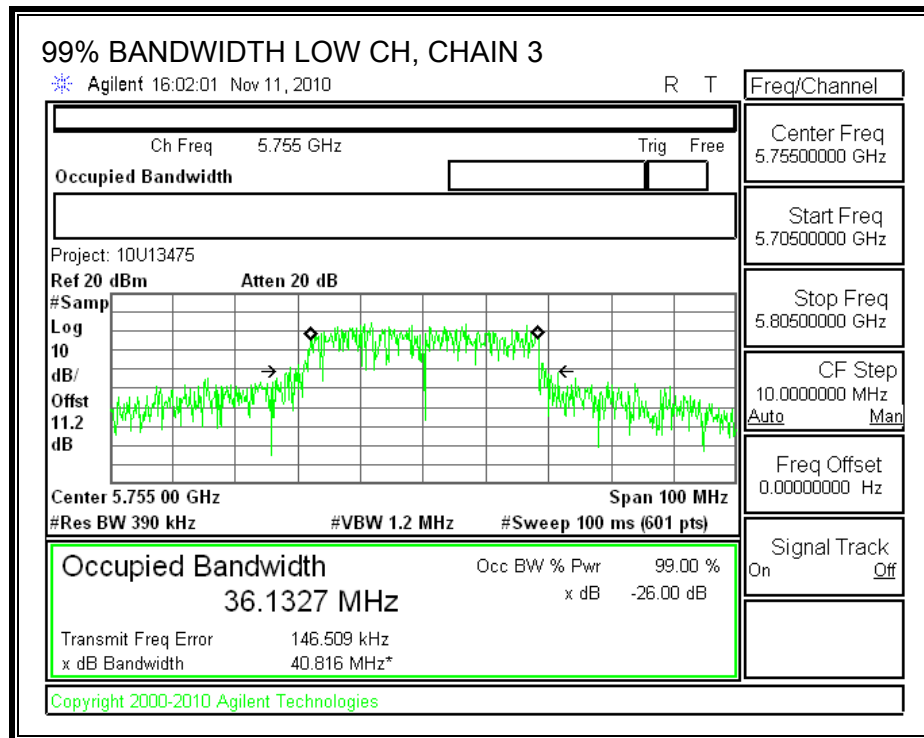 99% BANDWIDTH LOW CH, CHAIN 3
Agilent 16:02:01 Nov 11, 2010 R T
Freq/Channel
Ch Freq 5.755 GHz Trig Free
Occupied Bandwidth
Center Freq
5.75500000 GHz
Start Freq
5.70500000 GHz
Stop Freq
5.80500000 GHz
CF Step
10.0000000 MHz
Auto Man
Freq Offset
0.00000000 Hz
Signal Track
On Off
Project: 10U13475
Ref 20 dBm Atten 20 dB
#Samp
Log
10
dB/
Offst
11.2
dB
Center 5.755 00 GHz Span 100 MHz
#Res BW 390 kHz #VBW 1.2 MHz #Sweep 100 ms (601 pts)
Occupied Bandwidth Occ BW % Pwr 99.00 %
36.1327 MHz x dB -26.00 dB
Transmit Freq Error 146.509 kHz
x dB Bandwidth 40.816 MHz*
Copyright 2000-2010 Agilent Technologies